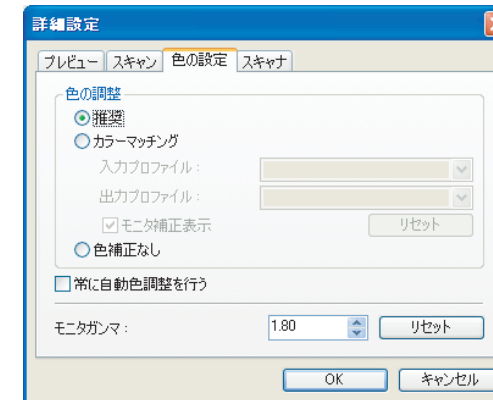 詳細設定
プレビュー スキャン 色の設定 スキャナ
色の調整
推奨
カラーマッチング
入力プロファイル：
出力プロファイル：
モニタ補正表示 リセット
色補正なし
常に自動色調整を行う
モニタガンマ： 1.80 リセット
OK キャンセル